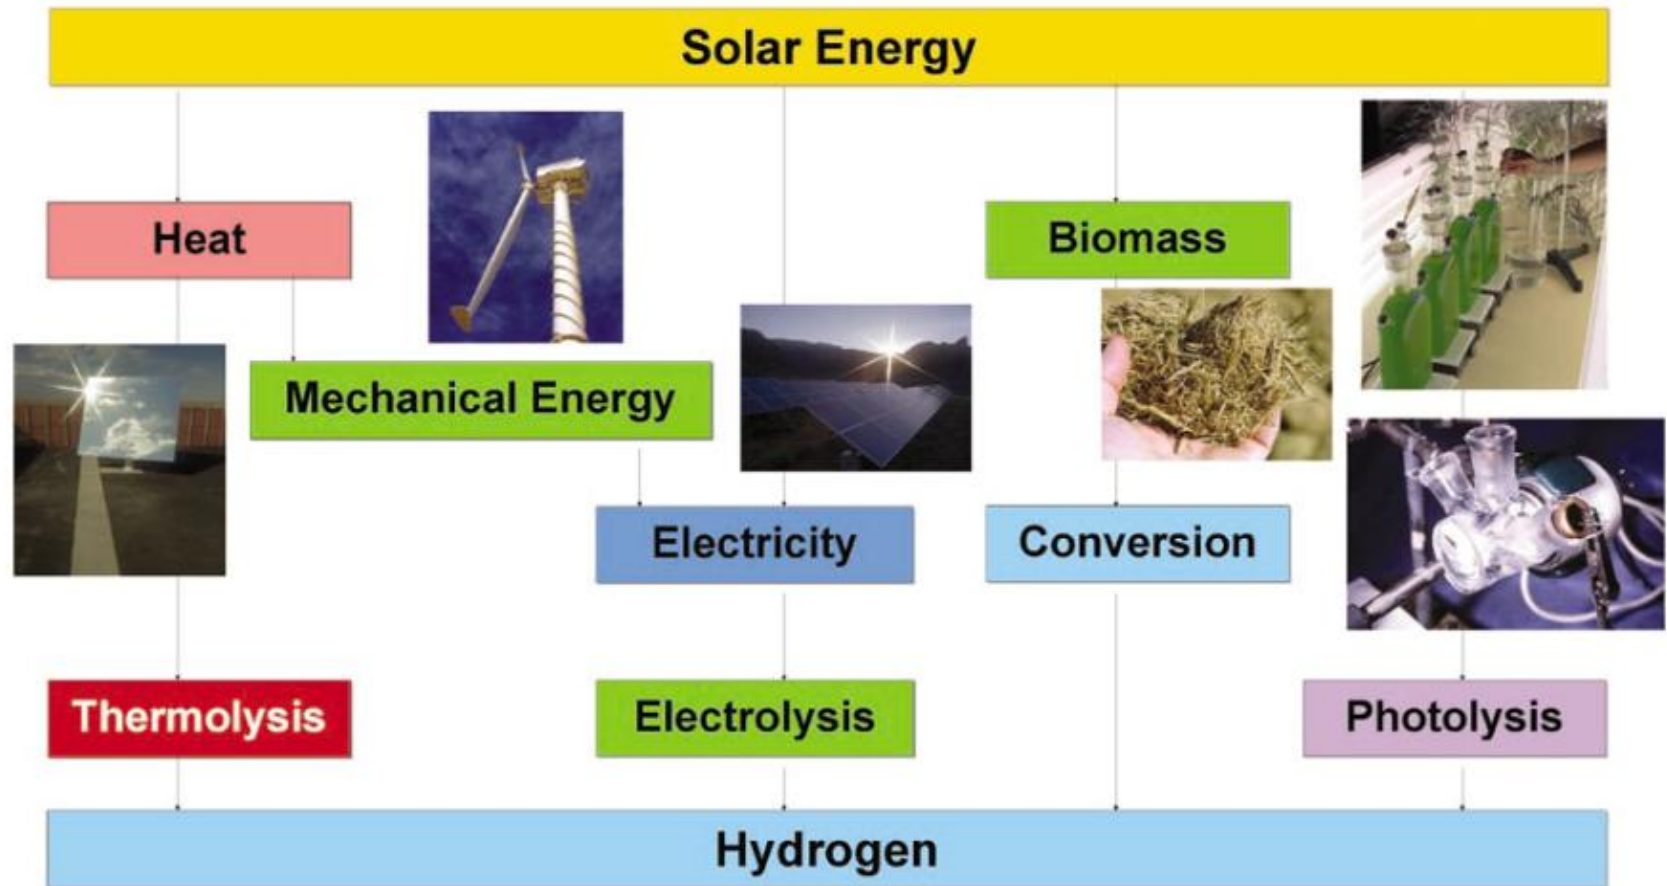 Solar Energy
Heat
Biomass
Mechanical Energy
Electricity
Conversion
Thermolysis
Electrolysis
Photolysis
Hydrogen